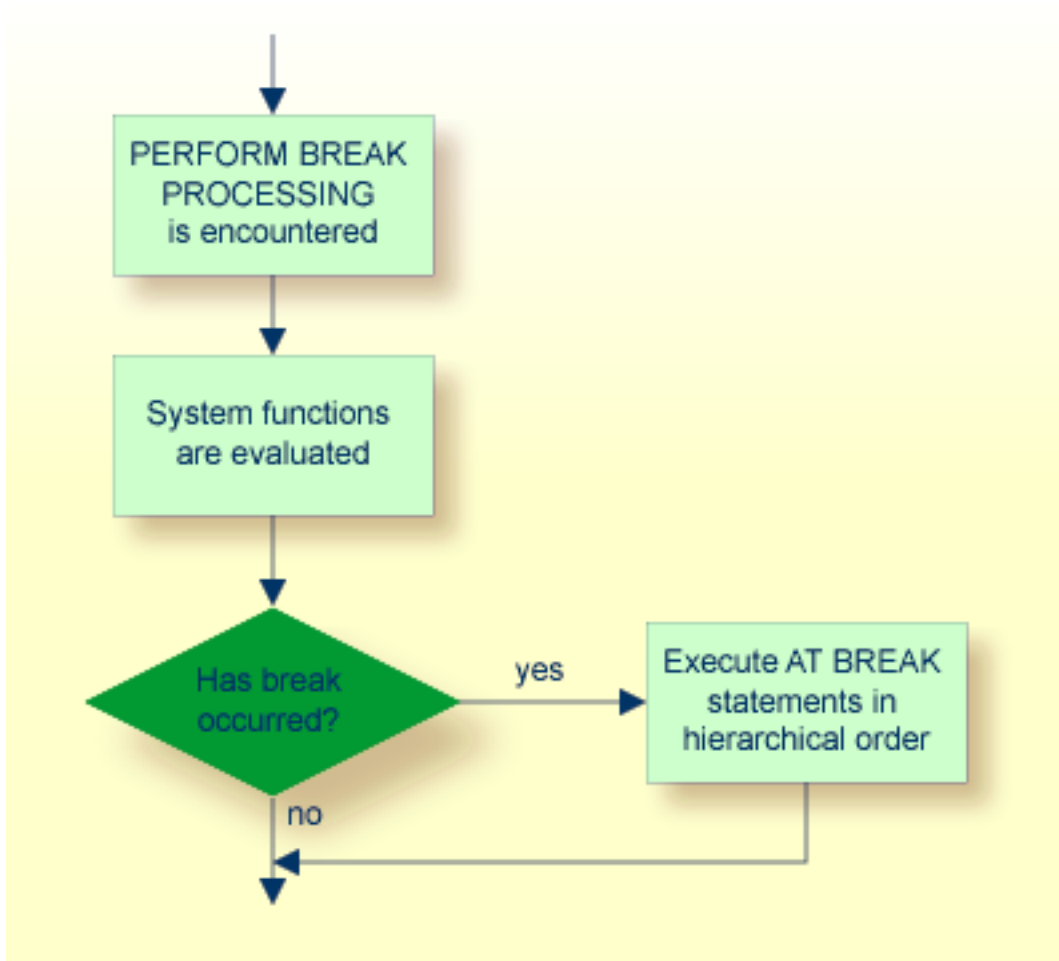 PERFORM BREAK
PROCESSING
is encountered
System functions
are evaluated
Has break
occurred?
yes
Execute AT BREAK
statements in
hierarchical order
no